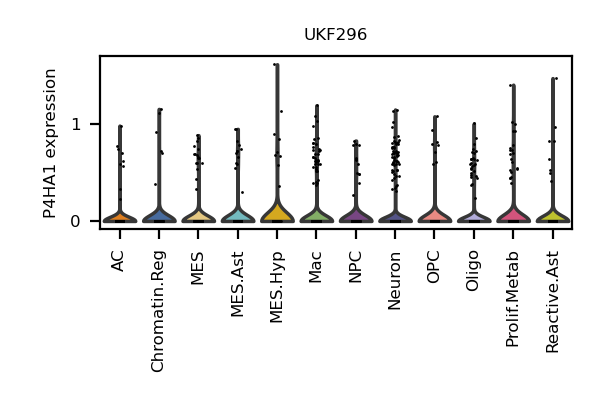 UKF296
P4HA1 expression
1
0
AC
Chromatin.Reg
MES
MES.Ast
MES.Hyp
Mac
NPC
Neuron
OPC
Oligo
Prolif.Metab
Reactive.Ast